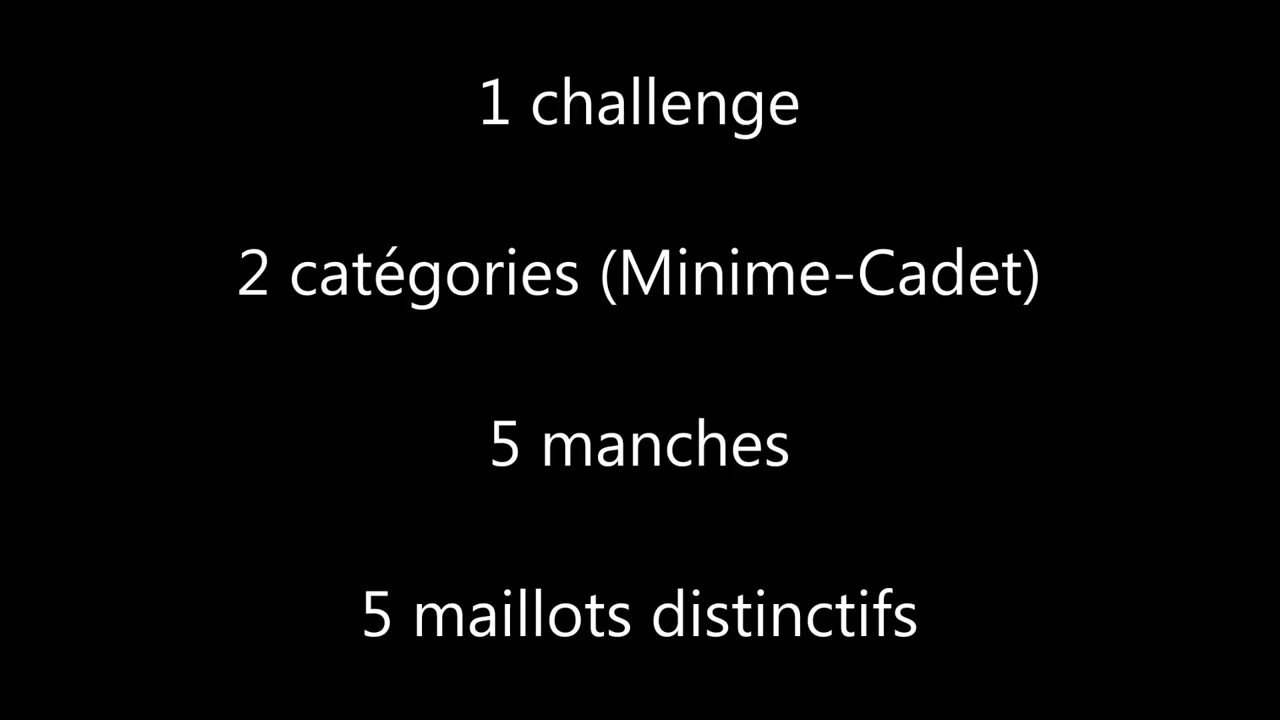 1 challenge
2 catégories (Minime-Cadet)
5 manches
5 maillots distinctifs